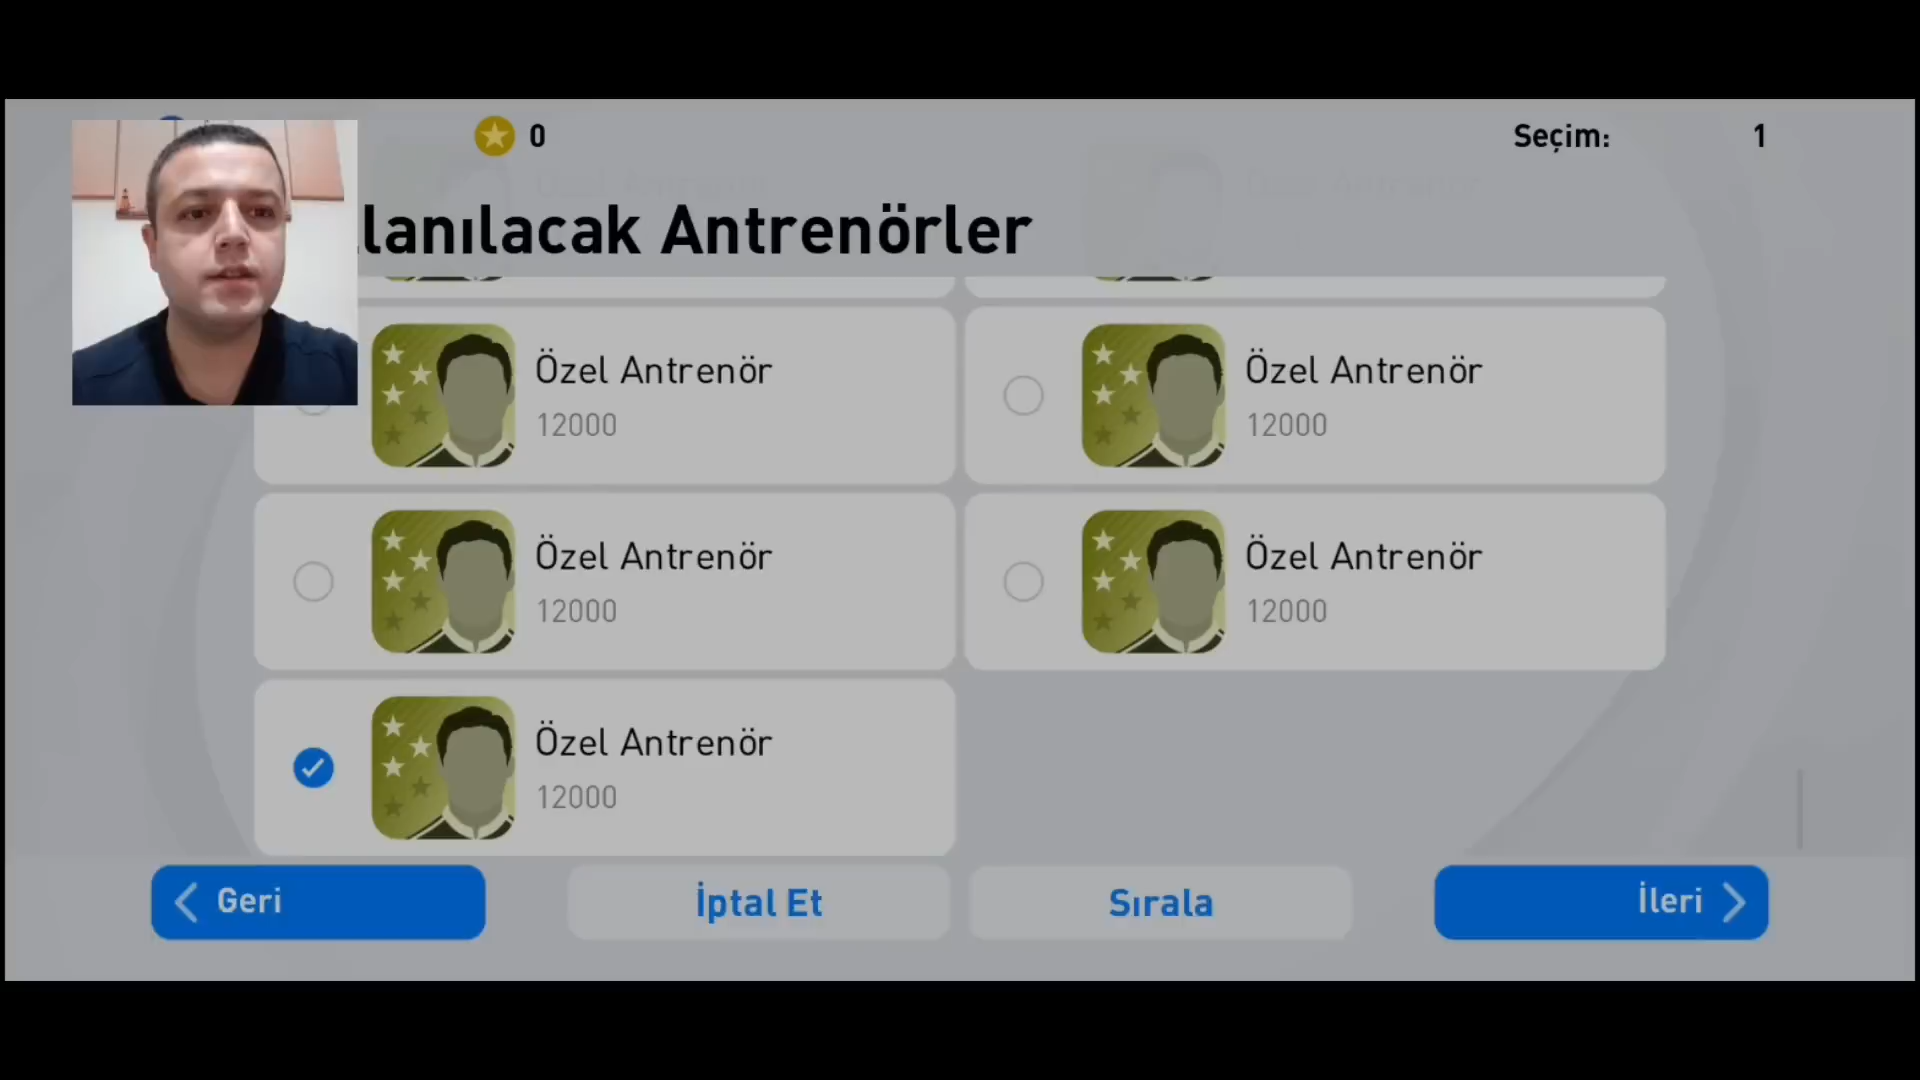 0
Seçim: 1
lanılacak Antrenörler
Özel Antrenör
12000
Özel Antrenör
12000
Özel Antrenör
12000
Özel Antrenör
12000
Özel Antrenör
12000
Geri
İptal Et
Sırala
İleri